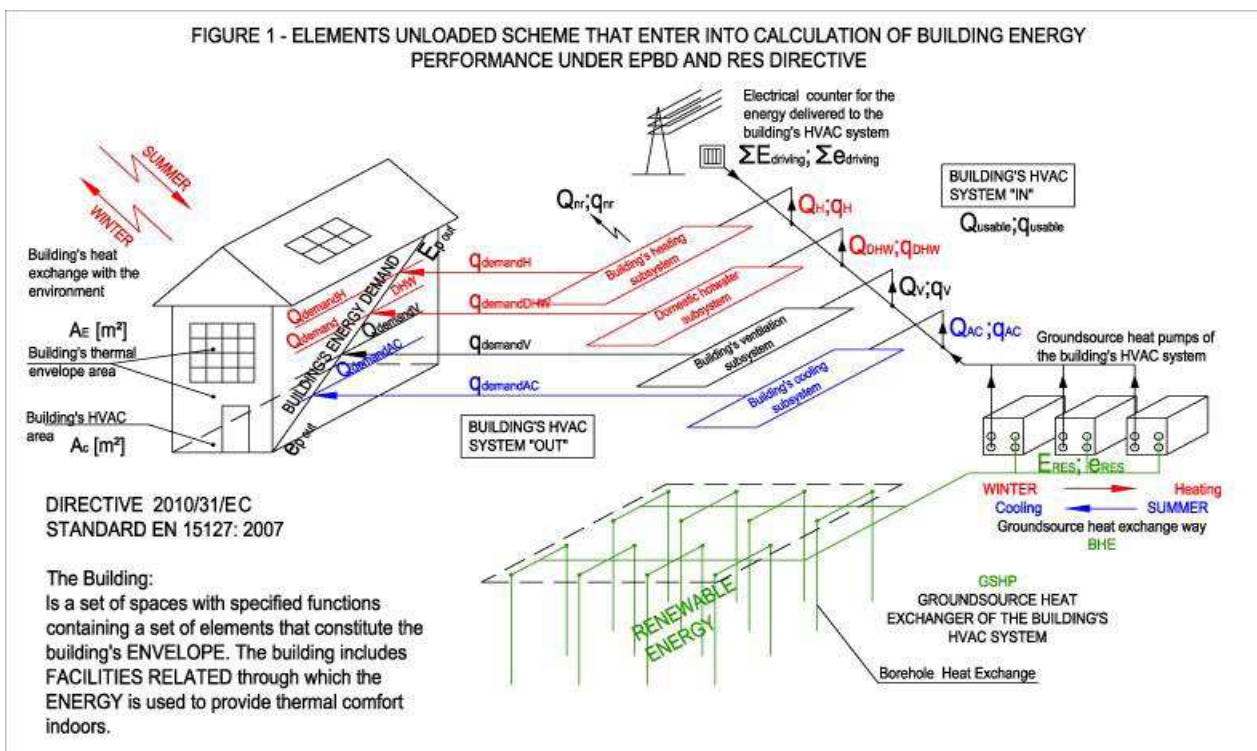 FIGURE 1 - ELEMENTS UNLOADED SCHEME THAT ENTER INTO CALCULATION OF BUILDING ENERGY
PERFORMANCE UNDER EPBD AND RES DIRECTIVE
Electrical counter for the
energy delivered to the
building's HVAC system
ΣEdriving; Σedriving
SUMMER
WINTER
BUILDING'S HVAC
SYSTEM "IN"
Qusable;qusable
Qnr;qnr
QH;qH
QDHW;qDHW
QV;qV
QAC;qAC
Building's heat
exchange with the
environment
AE [m²]
Building's thermal
envelope area
Building's HVAC
area
Ac [m²]
Ep out
QdemandH
Qdemand DHW
QdemandV
QdemandAC
BUILDING'S ENERGY DEMAND
ep out
qdemandH
qdemandDHW
qdemandV
qdemandAC
Building's heating
subsystem
Domestic hotwater
subsystem
Building's ventilation
subsystem
Building's cooling
subsystem
BUILDING'S HVAC
SYSTEM "OUT"
Groundsource heat pumps of
the building's HVAC system
ERES; eRES
WINTER Heating
Cooling SUMMER
Groundsource heat exchange way
BHE
GSHP
GROUNDSOURCE HEAT
EXCHANGER OF THE BUILDING'S
HVAC SYSTEM
RENEWABLE
ENERGY
Borehole Heat Exchange
DIRECTIVE 2010/31/EC
STANDARD EN 15127: 2007
The Building:
Is a set of spaces with specified functions
containing a set of elements that constitute the
building's ENVELOPE. The building includes
FACILITIES RELATED through which the
ENERGY is used to provide thermal comfort
indoors.